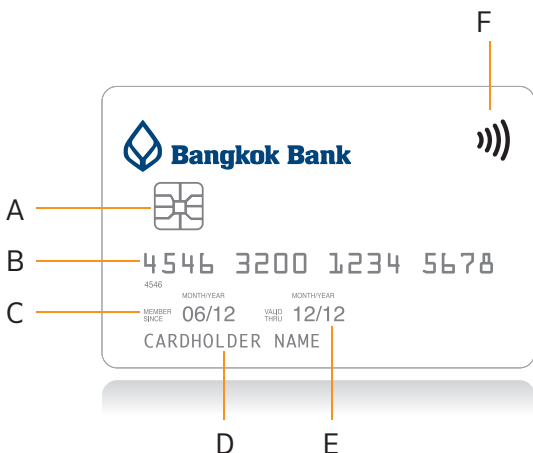 F
Bangkok Bank
A
B 4546 3200 1234 5678
4546
MONTH/YEAR MONTH/YEAR
C MEMBER SINCE 06/12 VALID THRU 12/12
CARDHOLDER NAME
D E